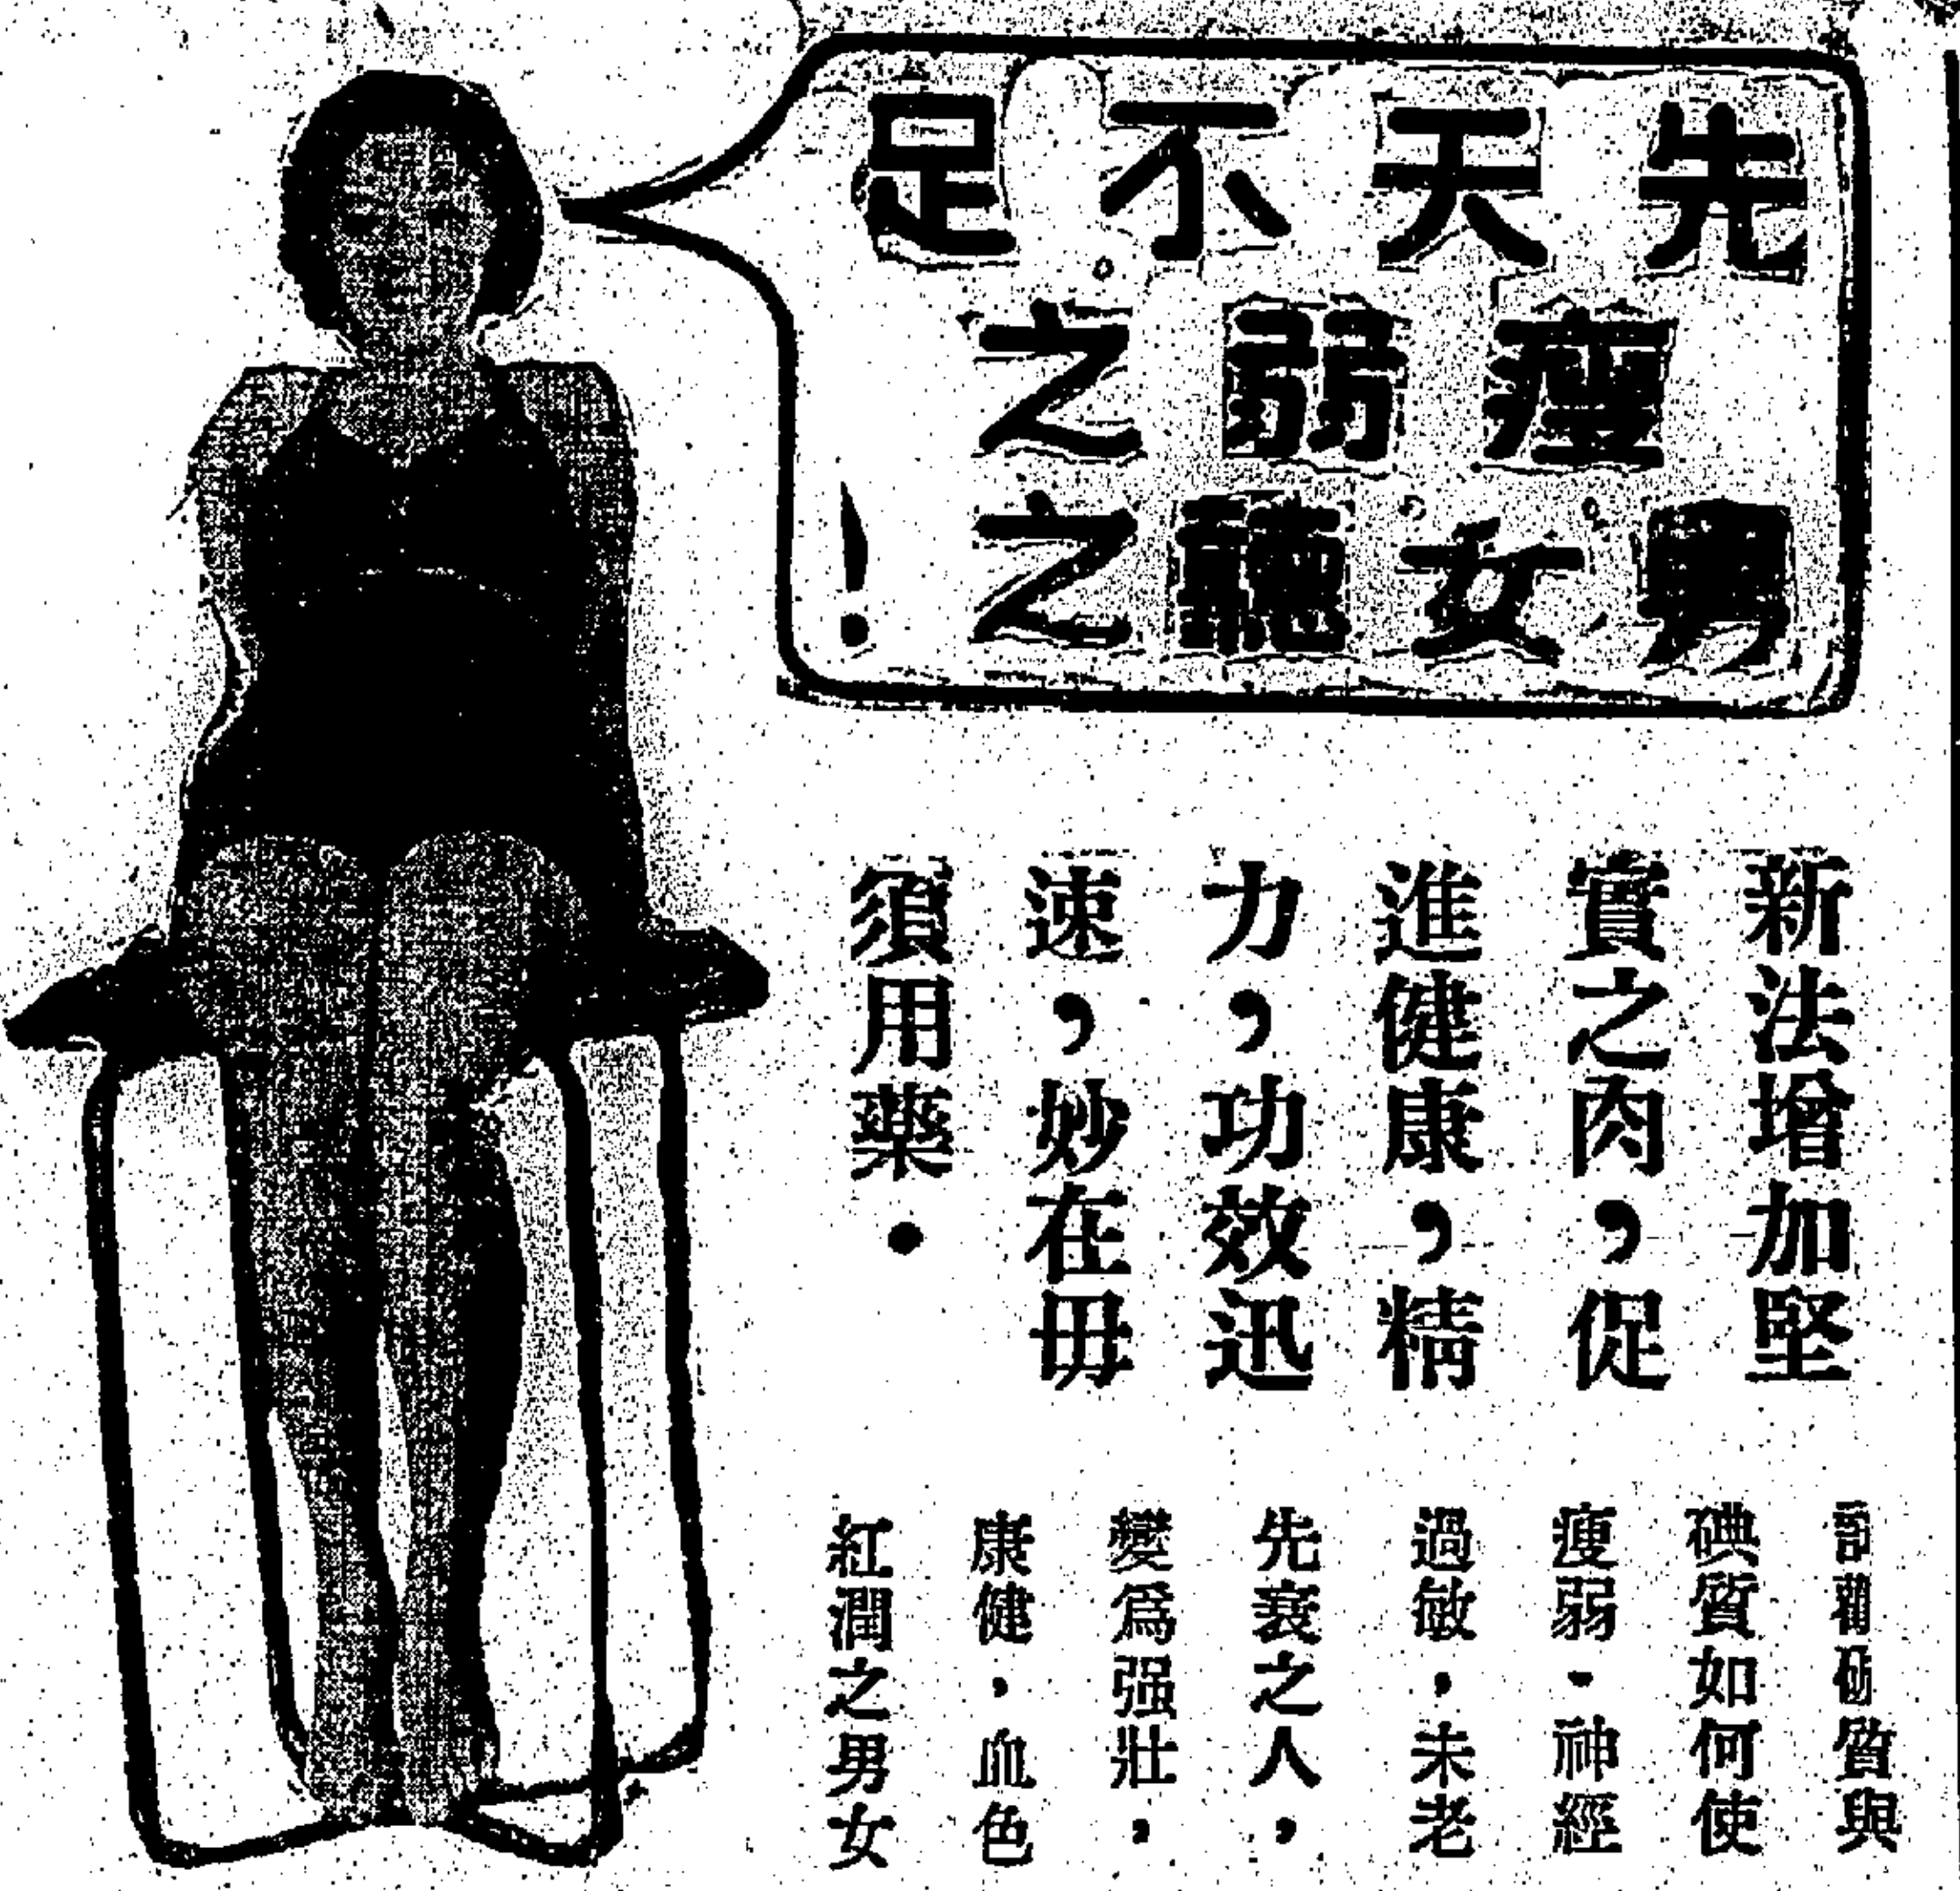 先天不足
瘦弱之
男女聽之！
新法增加堅
實之肉，促
進健康，精
力，功效迅
速，妙在毋
須用藥．
質與
碘質如何使
瘦弱．神經
過敏，未老
先衰之人，
變爲强壯，
康健，血色
紅潤之男女